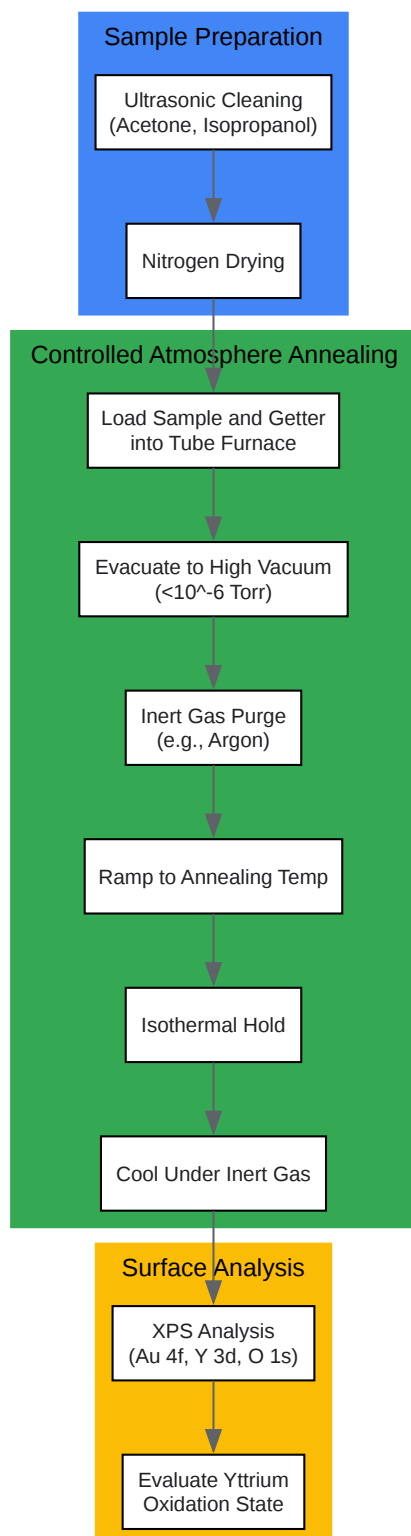 Sample Preparation
Ultrasonic Cleaning
(Acetone, Isopropanol)
Nitrogen Drying
Controlled Atmosphere Annealing
Load Sample and Getter
into Tube Furnace
Evacuate to High Vacuum
(<10^-6 Torr)
Inert Gas Purge
(e.g., Argon)
Ramp to Annealing Temp
Isothermal Hold
Cool Under Inert Gas
Surface Analysis
XPS Analysis
(Au 4f, Y 3d, O 1s)
Evaluate Yttrium
Oxidation State